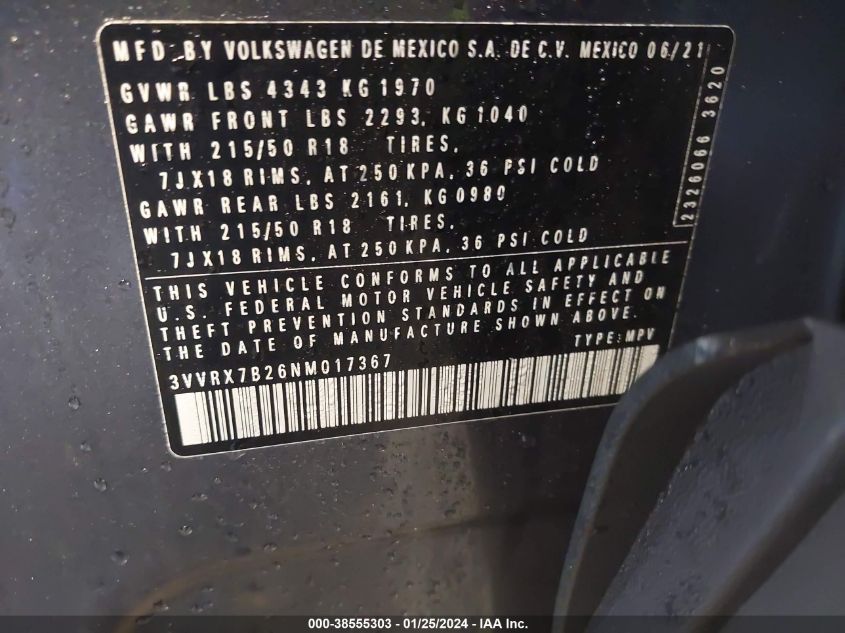 MFD. BY VOLKSWAGEN DE MEXICO S.A. DE C.V. MEXICO 06/21
GVWR LBS 4343 KG 1970
GAWR FRONT LBS 2293, KG 1040
WITH 215/50 R18 TIRES,
7JX18 RIMS, AT 250 KPA, 36 PSI COLD
GAWR REAR LBS 2161, KG 0980
WITH 215/50 R18 TIRES,
7JX18 RIMS, AT 250 KPA, 36 PSI COLD
2326066 3620
THIS VEHICLE CONFORMS TO ALL APPLICABLE
U.S. FEDERAL MOTOR VEHICLE SAFETY AND
THEFT PREVENTION STANDARDS IN EFFECT ON
THE DATE OF MANUFACTURE SHOWN ABOVE.
TYPE: MPV
3VVRX7B26NM017367
000-38555303 - 01/25/2024 - IAA Inc.